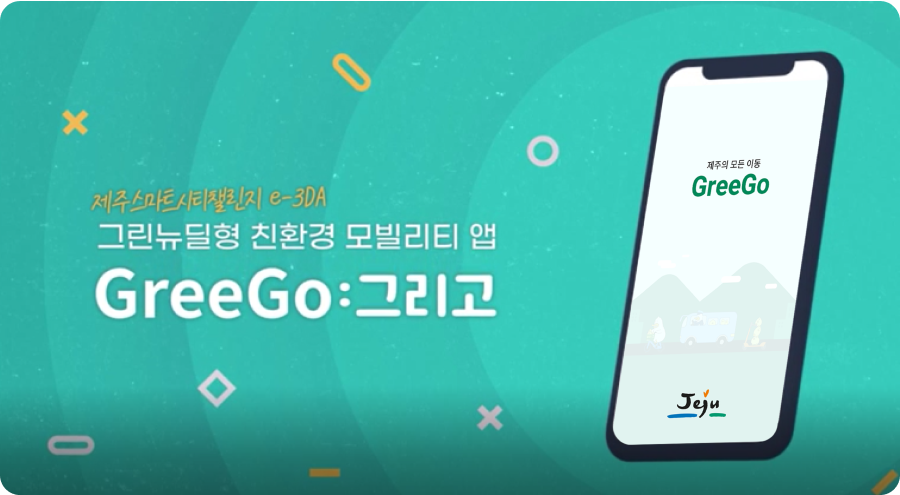 제주스마트시티챌린지 e-3DA
그린뉴딜형 친환경 모빌리티 앱
GreeGo:그리고
제주의 모든 이동
GreeGo
Jeju